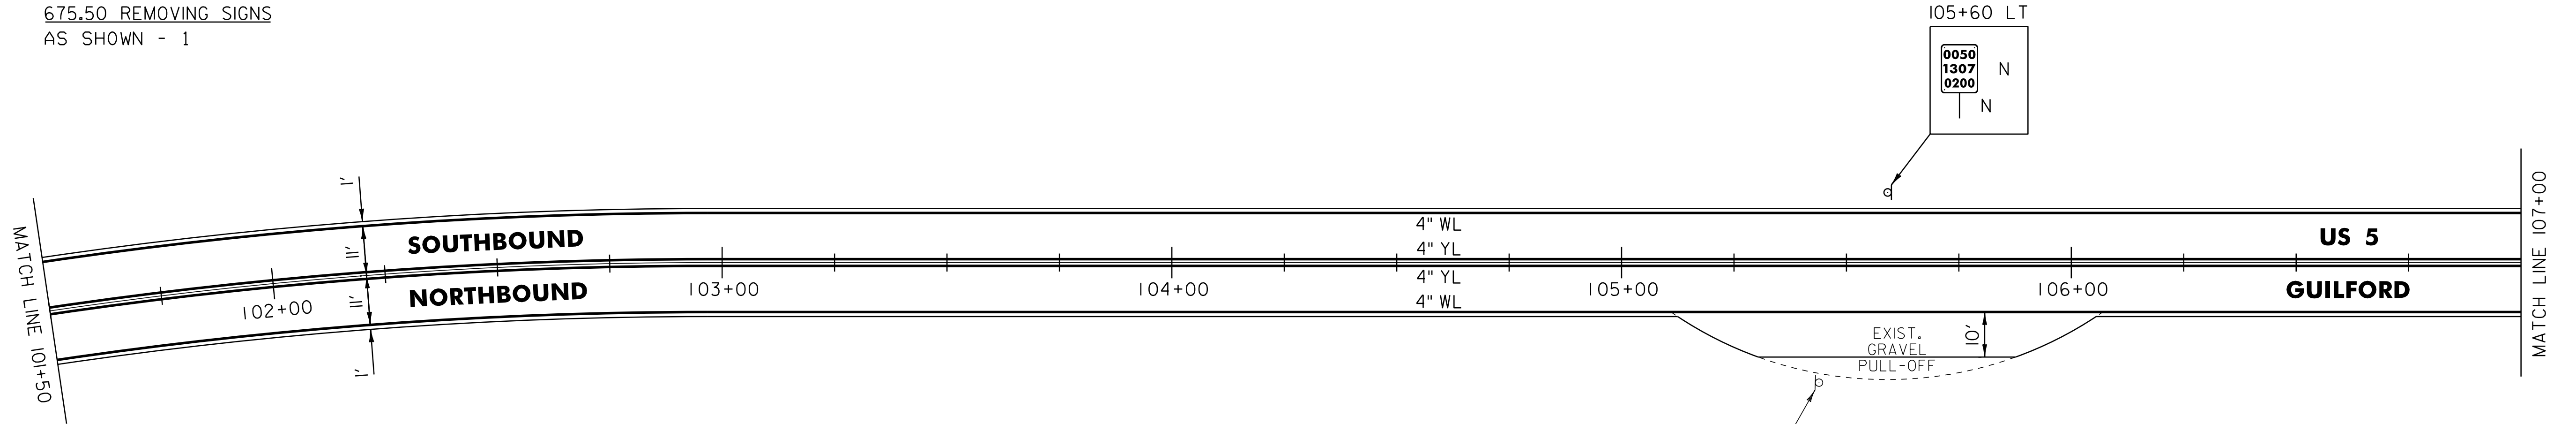 675.50 REMOVING SIGNS
AS SHOWN - 1
105+60 LT
0050
1307
0200
N
N
MATCH LINE 101+50
1'
11'
11'
1'
SOUTHBOUND
NORTHBOUND
102+00
103+00
104+00
4" WL
4" YL
4" YL
4" WL
105+00
106+00
EXIST.
GRAVEL
PULL-OFF
10'
US 5
GUILFORD
MATCH LINE 107+00